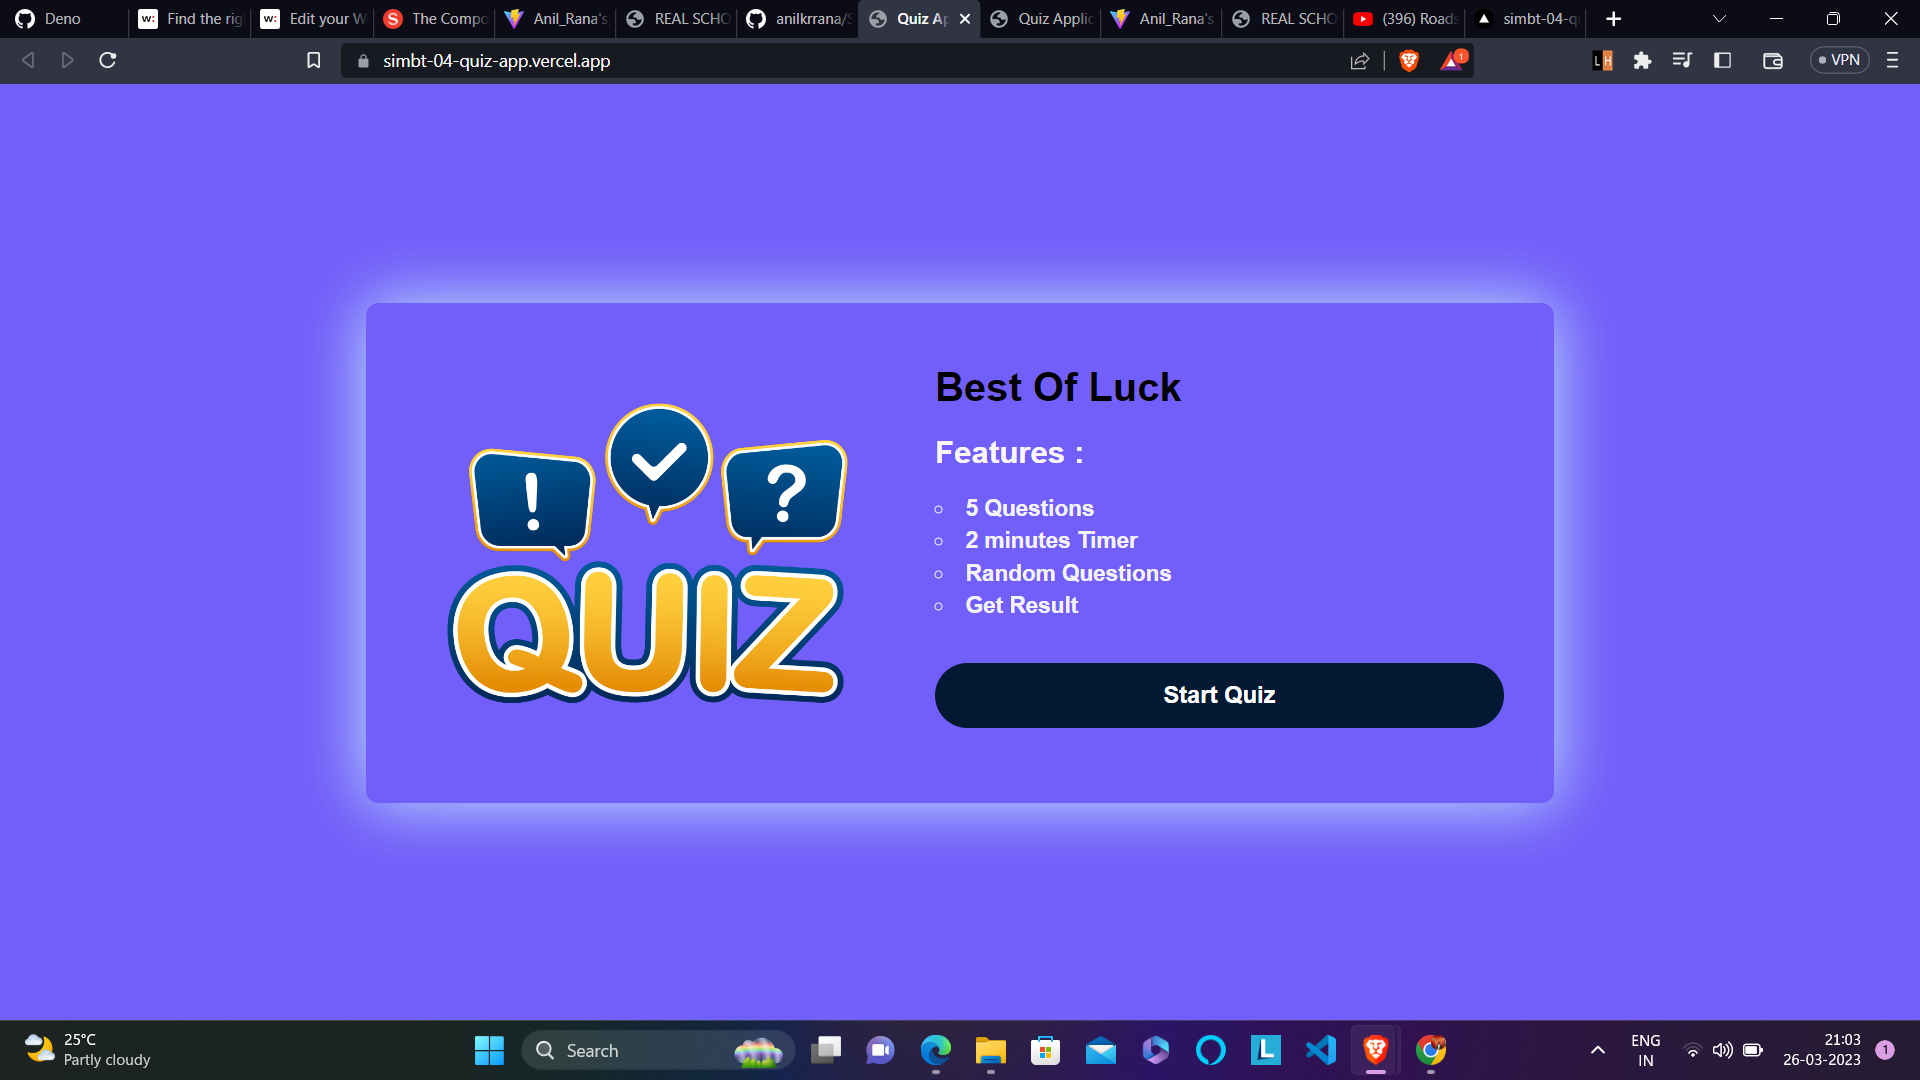 Deno
Find the rig
Edit your W
The Compo
Anil_Rana's
REAL SCHO
anilkrrana/S
Quiz Ap
Quiz Applic
Anil_Rana's
REAL SCHO
(396) Roads
simbt-04-q
simbt-04-quiz-app.vercel.app
1
VPN
Best Of Luck
Features :
5 Questions
2 minutes Timer
Random Questions
Get Result
Start Quiz
! ?
QUIZ
25°C
Partly cloudy
Search
ENG
IN
21:03
26-03-2023
1